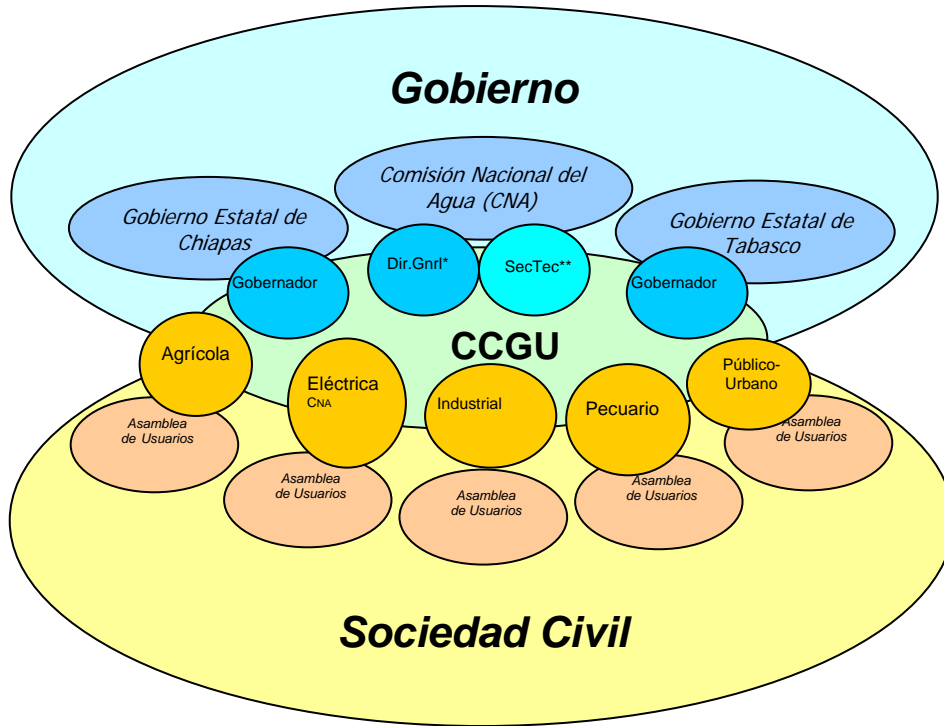 Gobierno
Comisión Nacional del
Agua (CNA)
Gobierno Estatal de
Chiapas
Gobierno Estatal de
Tabasco
Dir.Gnrl*
SecTec**
Gobernador
Gobernador
CCGU
Agrícola
Eléctrica
CNA
Industrial
Pecuario
Público-
Urbano
Asamblea
de Usuarios
Asamblea
de Usuarios
Asamblea
de Usuarios
Asamblea
de Usuarios
Asamblea
de Usuarios
Sociedad Civil